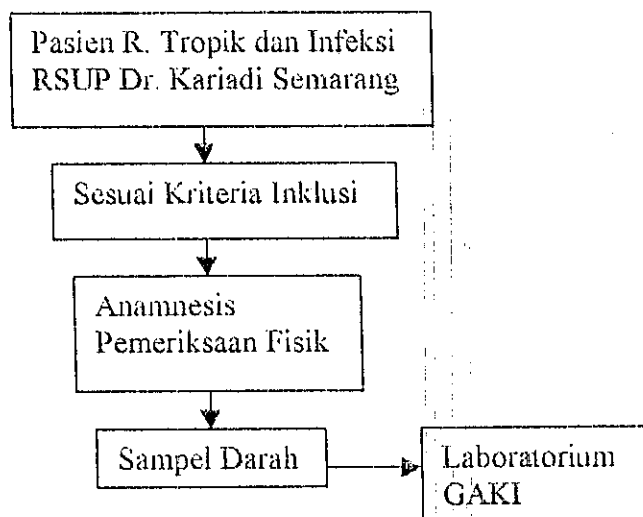 Pasien R. Tropik dan Infeksi
RSUP Dr. Kariadi Semarang
Sesuai Kriteria Inklusi
Anamnesis
Pemeriksaan Fisik
Sampel Darah
Laboratorium
GAKI